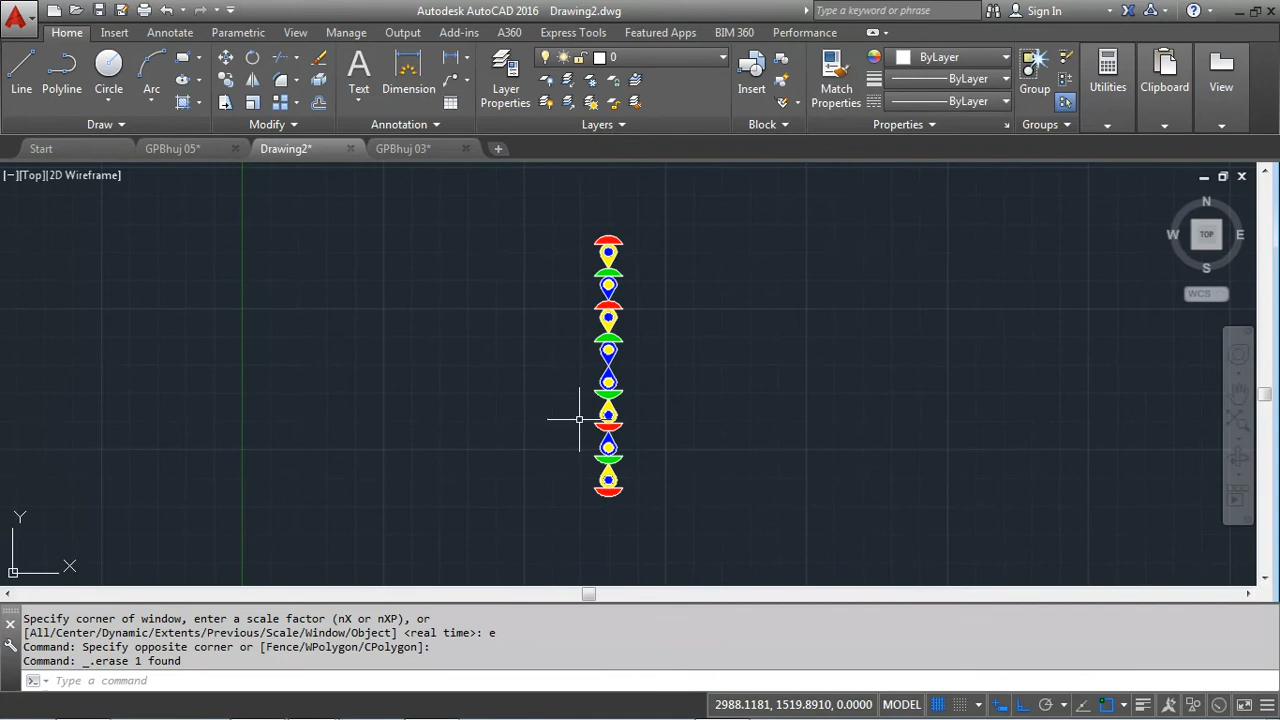 Autodesk AutoCAD 2016 Drawing2.dwg
Type a keyword or phrase
Sign In
Home Insert Annotate Parametric View Manage Output Add-ins A360 Express Tools Featured Apps BIM 360 Performance
Line Polyline Circle Arc
Text Dimension
Layer Properties
0
Insert
Match Properties
ByLayer
ByLayer
ByLayer
Group
Utilities
Clipboard
View
Draw Modify Annotation Layers Block Properties Groups
Start GPBhuj 05* Drawing2* GPBhuj 03*
[−][Top][2D Wireframe]
N
W TOP E
S
WCS
Y
X
Specify corner of window, enter a scale factor (nX or nXP), or
[All/Center/Dynamic/Extents/Previous/Scale/Window/Object] <real time>: e
Command: Specify opposite corner or [Fence/WPolygon/CPolygon]:
Command: _.erase 1 found
Type a command
2988.1181, 1519.8910, 0.0000 MODEL